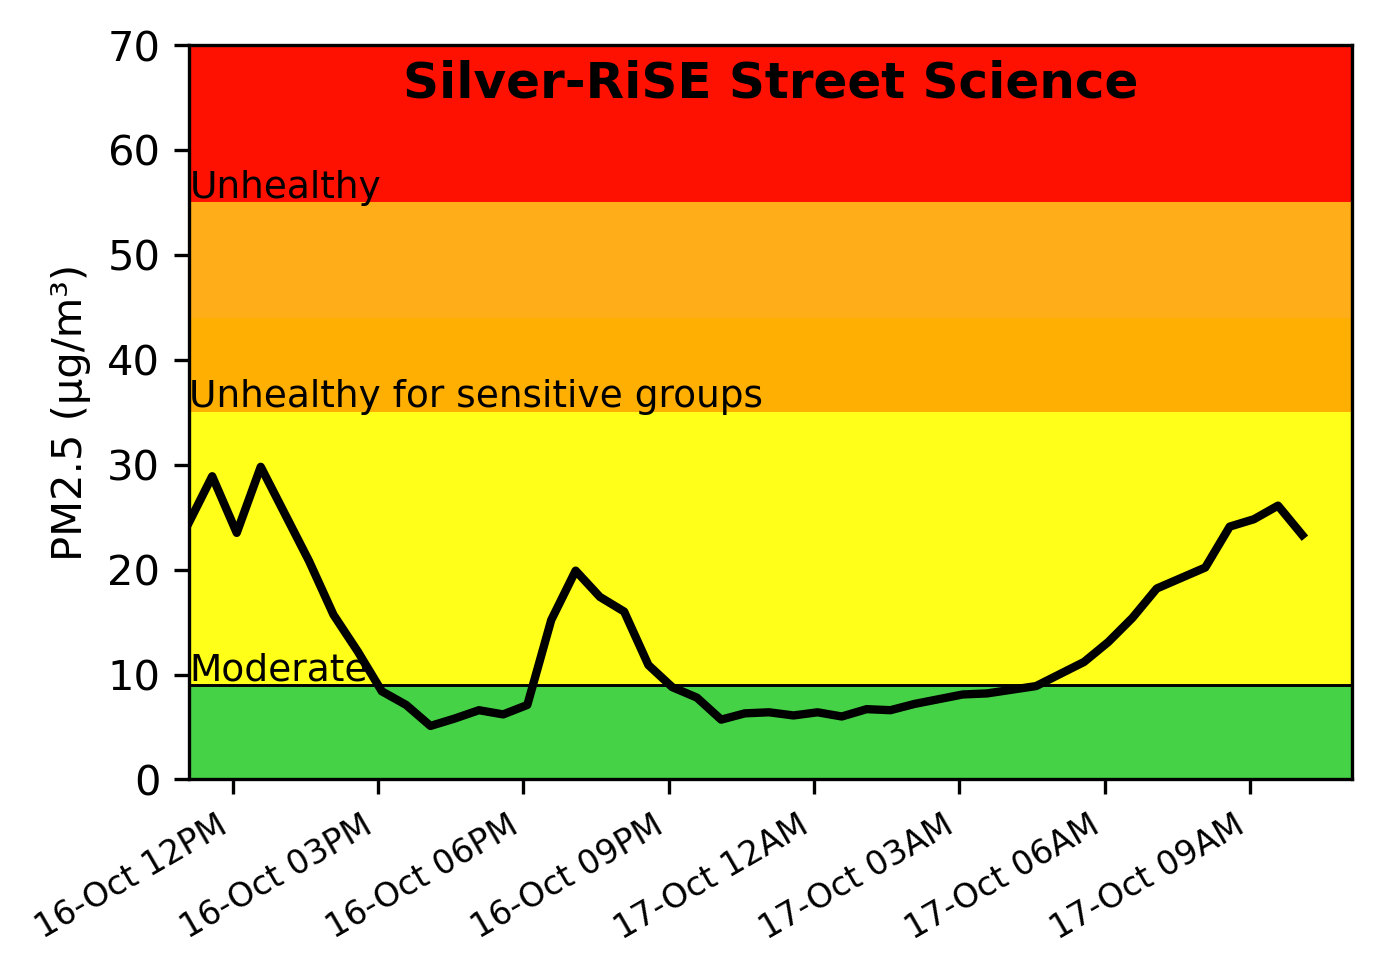 Silver-RiSE Street Science
70
60
Unhealthy
50
40
Unhealthy for sensitive groups
30
20
10
Moderate
0
PM2.5 (µg/m³)
16-Oct 12PM
16-Oct 03PM
16-Oct 06PM
16-Oct 09PM
17-Oct 12AM
17-Oct 03AM
17-Oct 06AM
17-Oct 09AM